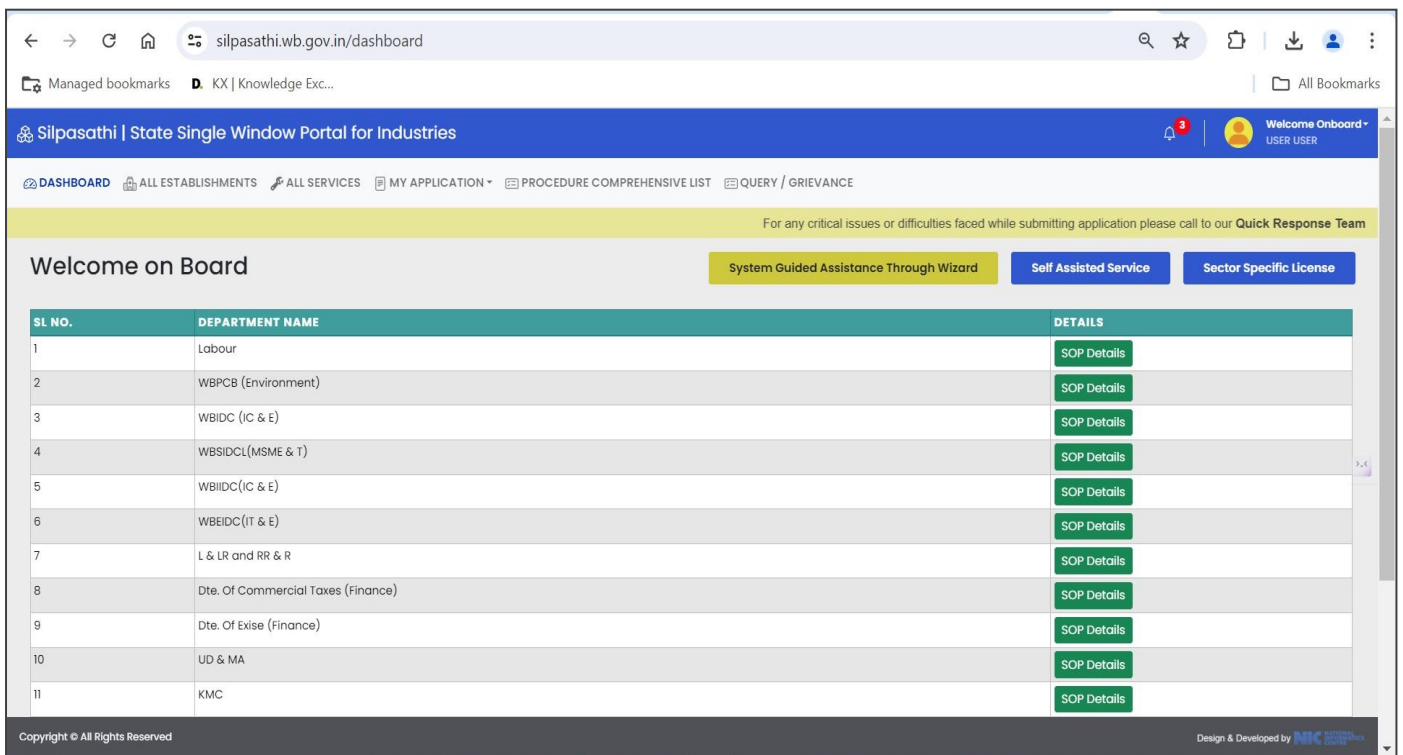 silpasathi.wb.gov.in/dashboard
Managed bookmarks D. KX | Knowledge Exc... All Bookmarks
Silpasathi | State Single Window Portal for Industries 3 Welcome Onboard
USER USER
DASHBOARD ALL ESTABLISHMENTS ALL SERVICES MY APPLICATION PROCEDURE COMPREHENSIVE LIST QUERY / GRIEVANCE
For any critical issues or difficulties faced while submitting application please call to our Quick Response Team
Welcome on Board System Guided Assistance Through Wizard Self Assisted Service Sector Specific License
SL NO. DEPARTMENT NAME DETAILS
1 Labour SOP Details
2 WBPCB (Environment) SOP Details
3 WBIDC (IC & E) SOP Details
4 WBSIDCL(MSME & T) SOP Details
5 WBIIDC(IC & E) SOP Details
6 WBEIDC(IT & E) SOP Details
7 L & LR and RR & R SOP Details
8 Dte. Of Commercial Taxes (Finance) SOP Details
9 Dte. Of Exise (Finance) SOP Details
10 UD & MA SOP Details
11 KMC SOP Details
Copyright © All Rights Reserved Design & Developed by NIC NATIONAL INFORMATICS CENTRE